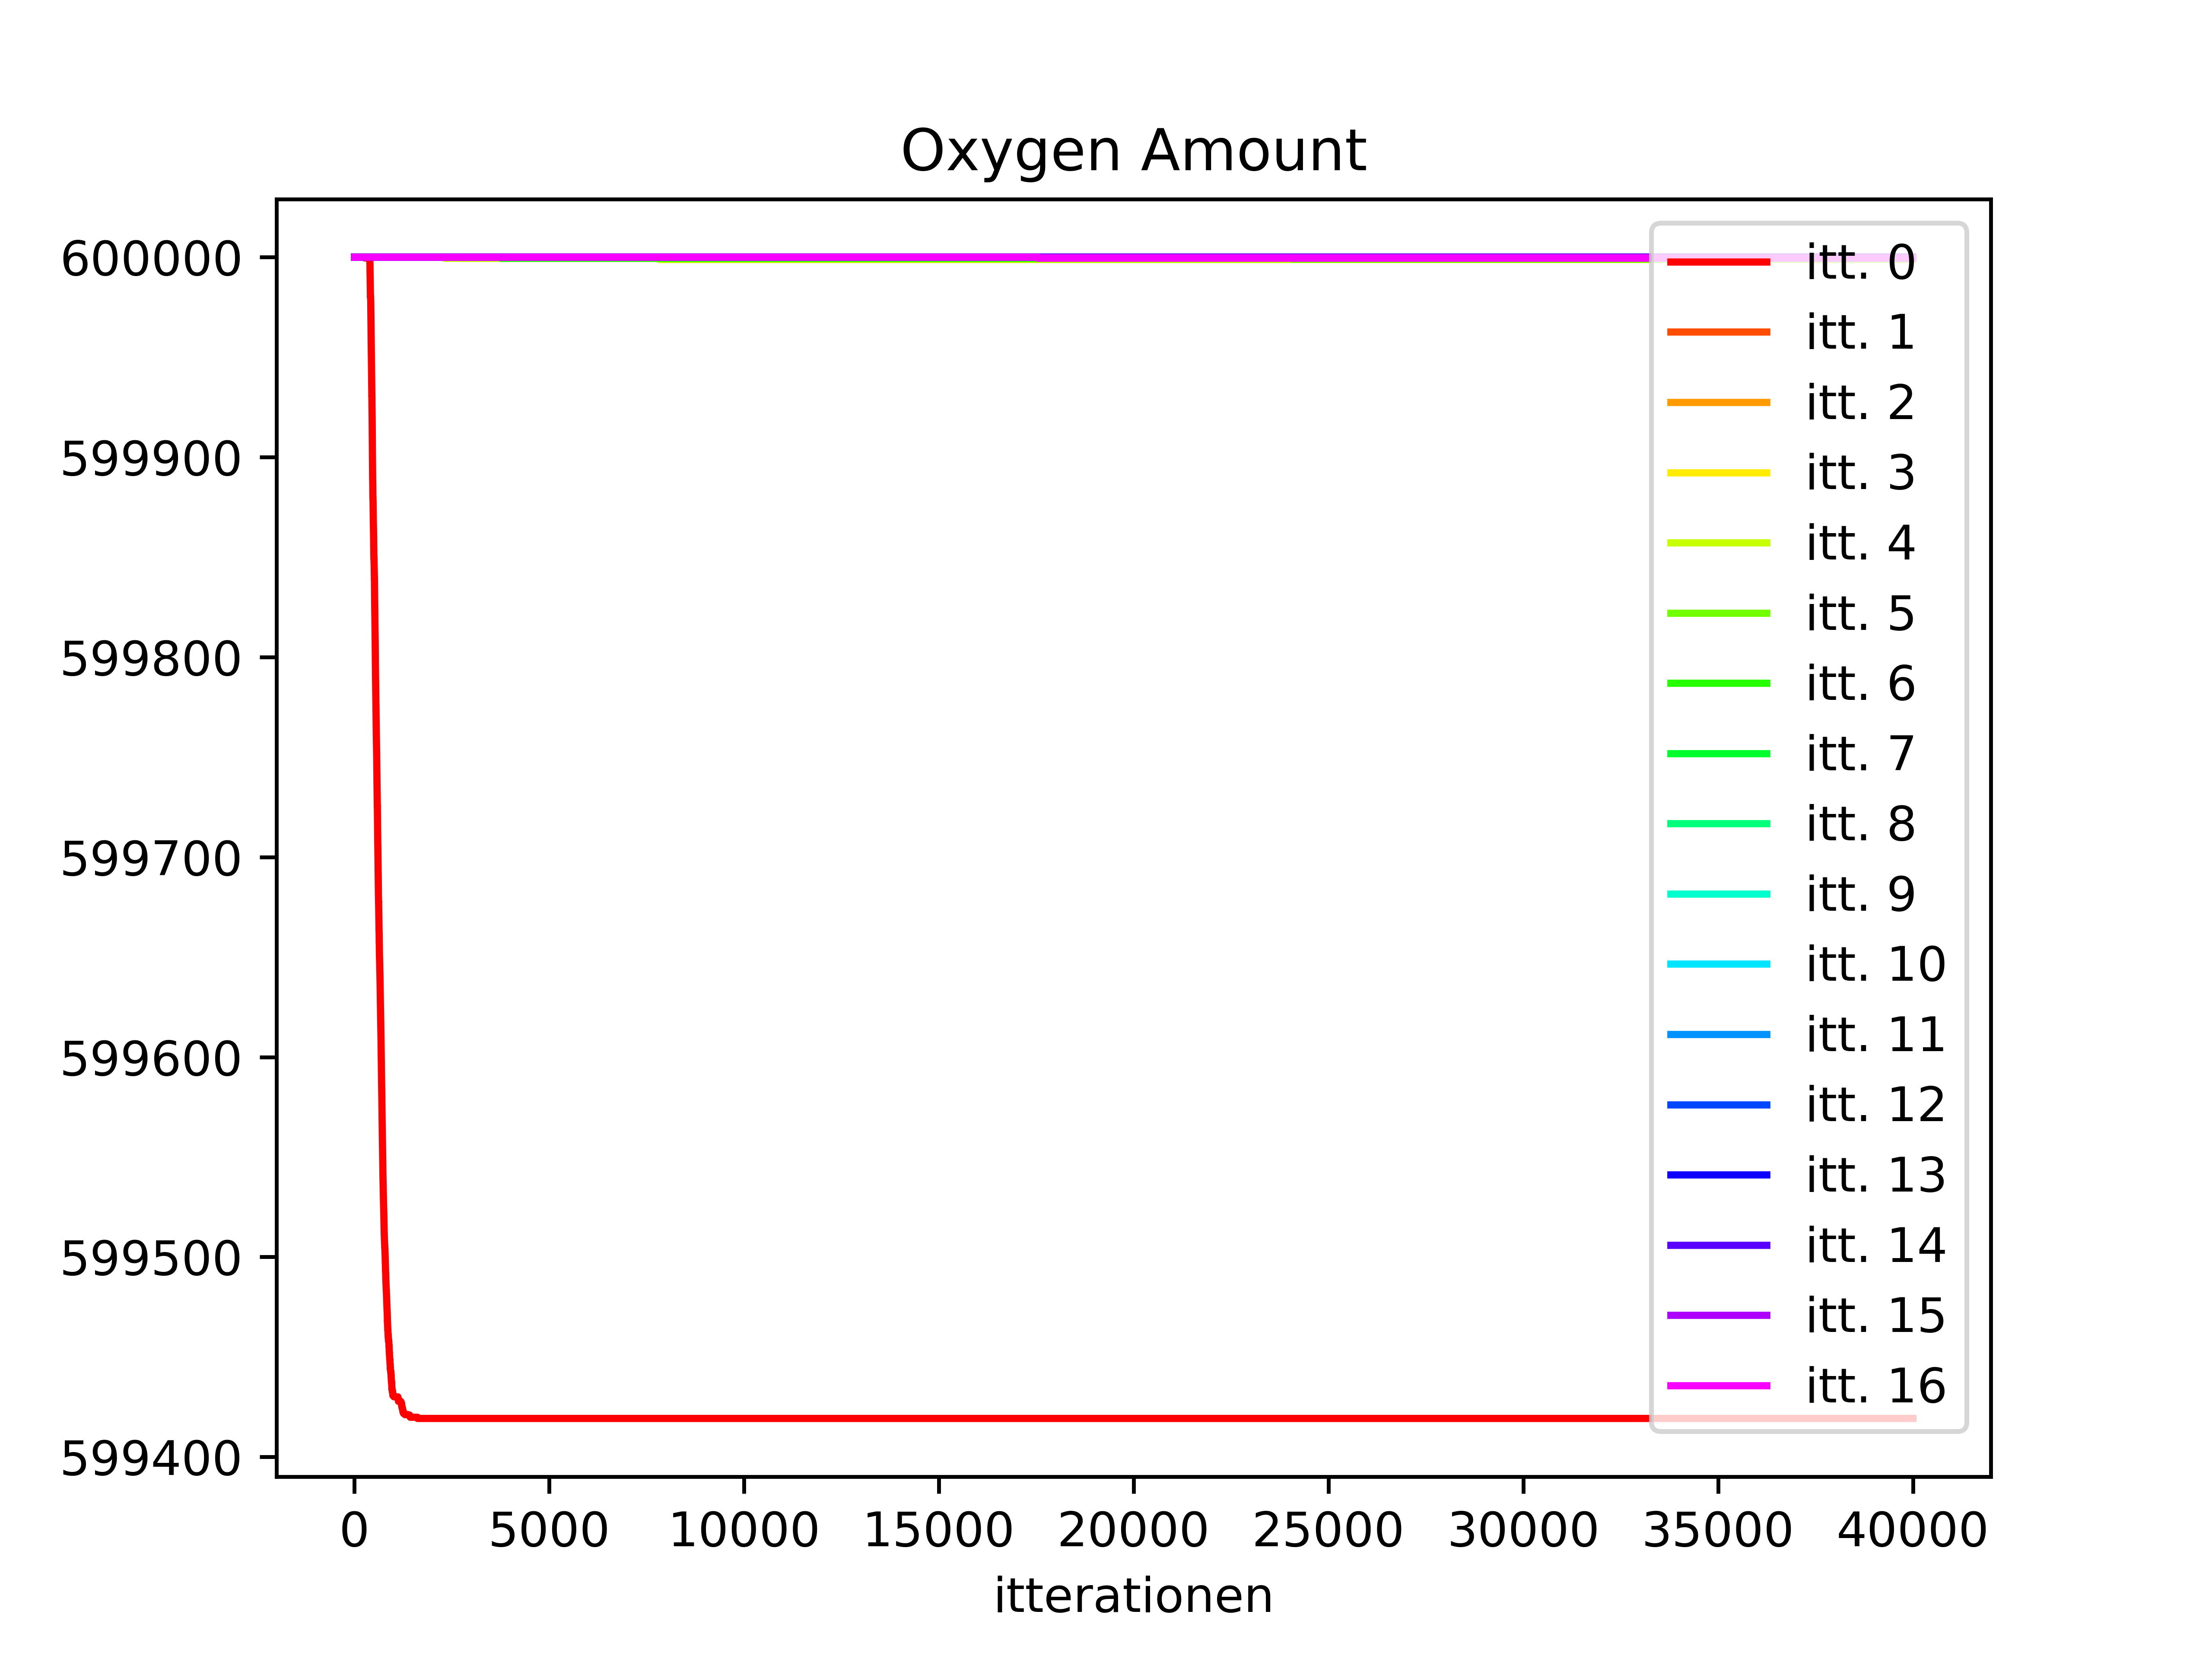 Oxygen Amount
600000
599900
599800
599700
599600
599500
599400
itt. 0
itt. 1
itt. 2
itt. 3
itt. 4
itt. 5
itt. 6
itt. 7
itt. 8
itt. 9
itt. 10
itt. 11
itt. 12
itt. 13
itt. 14
itt. 15
itt. 16
0 5000 10000 15000 20000 25000 30000 35000 40000
itterationen